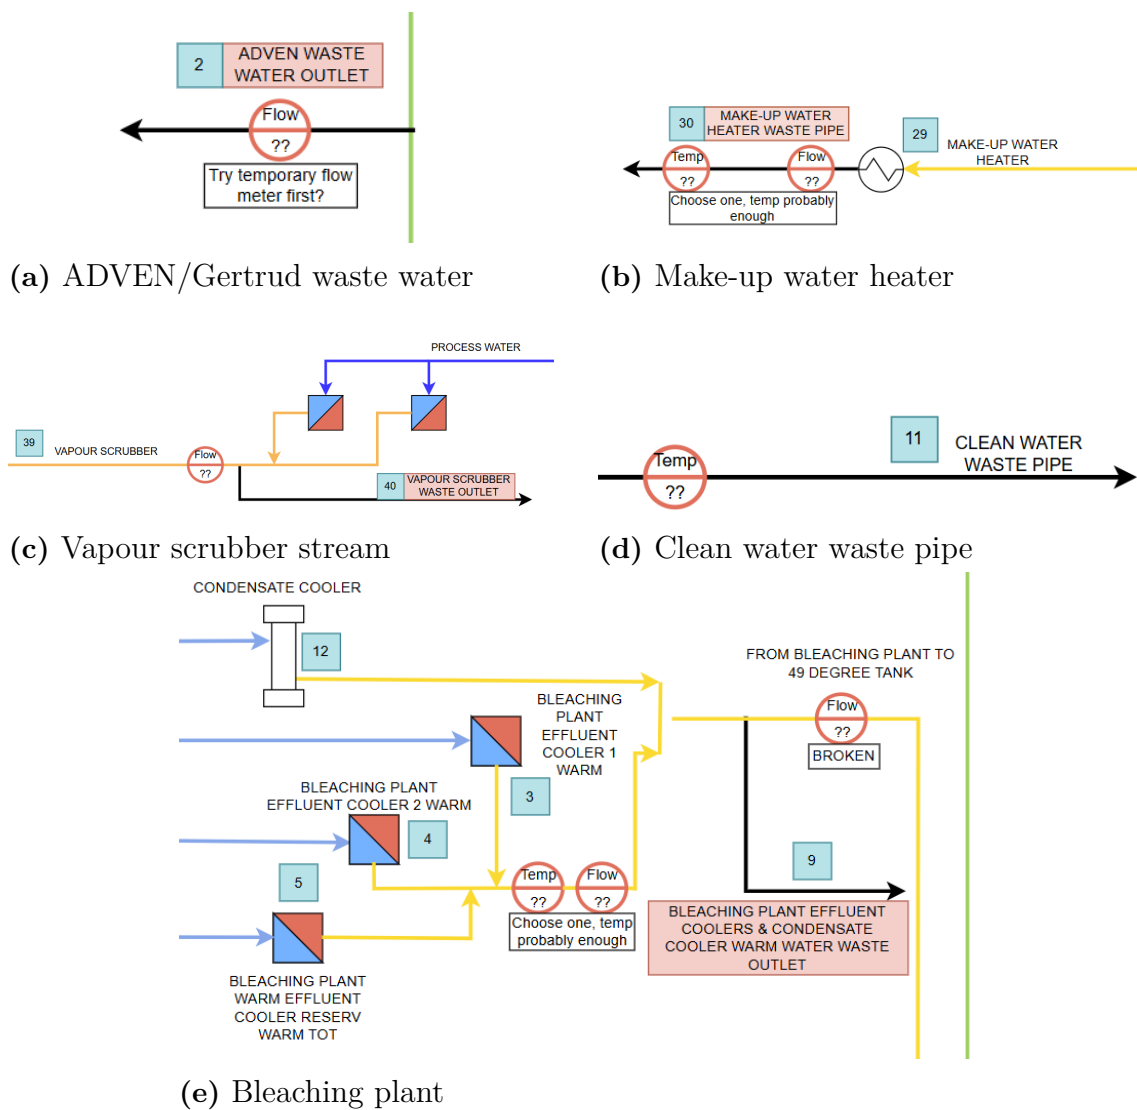 2
ADVEN WASTE
WATER OUTLET
Flow
??
Try temporary flow
meter first?
(a) ADVEN/Gertrud waste water
30
MAKE-UP WATER
HEATER WASTE PIPE
29
MAKE-UP WATER
HEATER
Temp
??
Flow
??
Choose one, temp probably
enough
(b) Make-up water heater
PROCESS WATER
39
VAPOUR SCRUBBER
Flow
??
40
VAPOUR SCRUBBER
WASTE OUTLET
(c) Vapour scrubber stream
11
CLEAN WATER
WASTE PIPE
Temp
??
(d) Clean water waste pipe
CONDENSATE COOLER
12
BLEACHING
PLANT
EFFLUENT
COOLER 1
WARM
3
BLEACHING PLANT
EFFLUENT COOLER 2 WARM
4
5
Temp
??
Flow
??
Choose one, temp
probably enough
BLEACHING PLANT
WARM EFFLUENT
COOLER RESERV
WARM TOT
FROM BLEACHING PLANT TO
49 DEGREE TANK
Flow
??
BROKEN
9
BLEACHING PLANT EFFLUENT
COOLERS & CONDENSATE
COOLER WARM WATER WASTE
OUTLET
(e) Bleaching plant